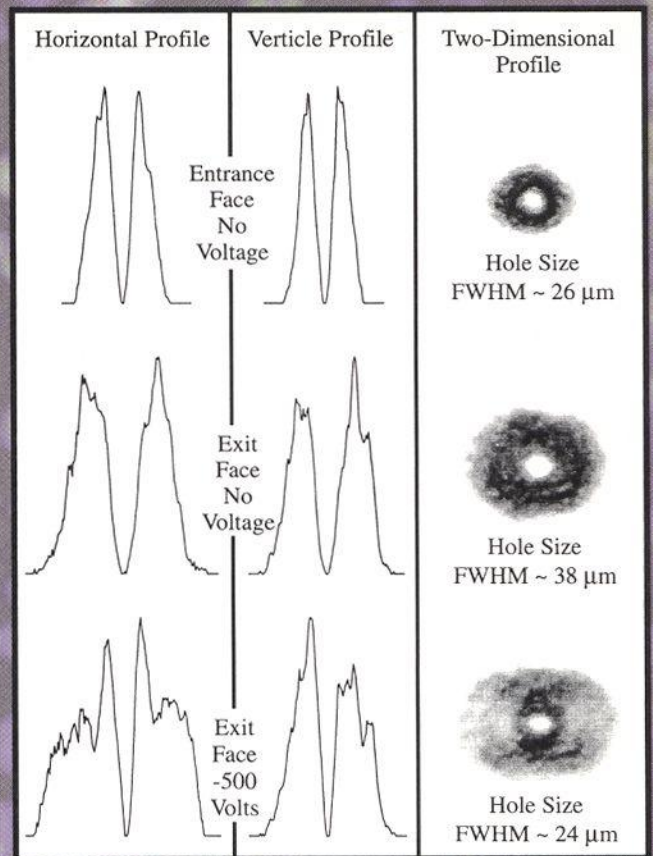 Horizontal Profile
Verticle Profile
Two-Dimensional
Profile
Entrance
Face
No
Voltage
Hole Size
FWHM ~ 26 µm
Exit
Face
No
Voltage
Hole Size
FWHM ~ 38 µm
Exit
Face
-500
Volts
Hole Size
FWHM ~ 24 µm